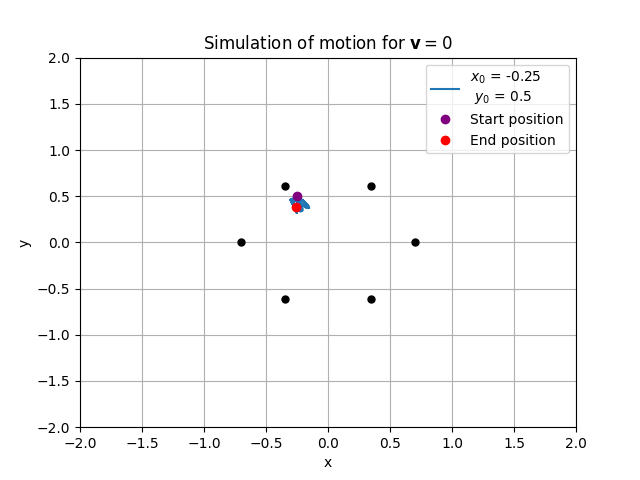 Simulation of motion for v = 0
x₀ = -0.25
y₀ = 0.5
Start position
End position
2.0
1.5
1.0
0.5
0.0
−0.5
−1.0
−1.5
−2.0
y
−2.0 −1.5 −1.0 −0.5 0.0 0.5 1.0 1.5 2.0
x